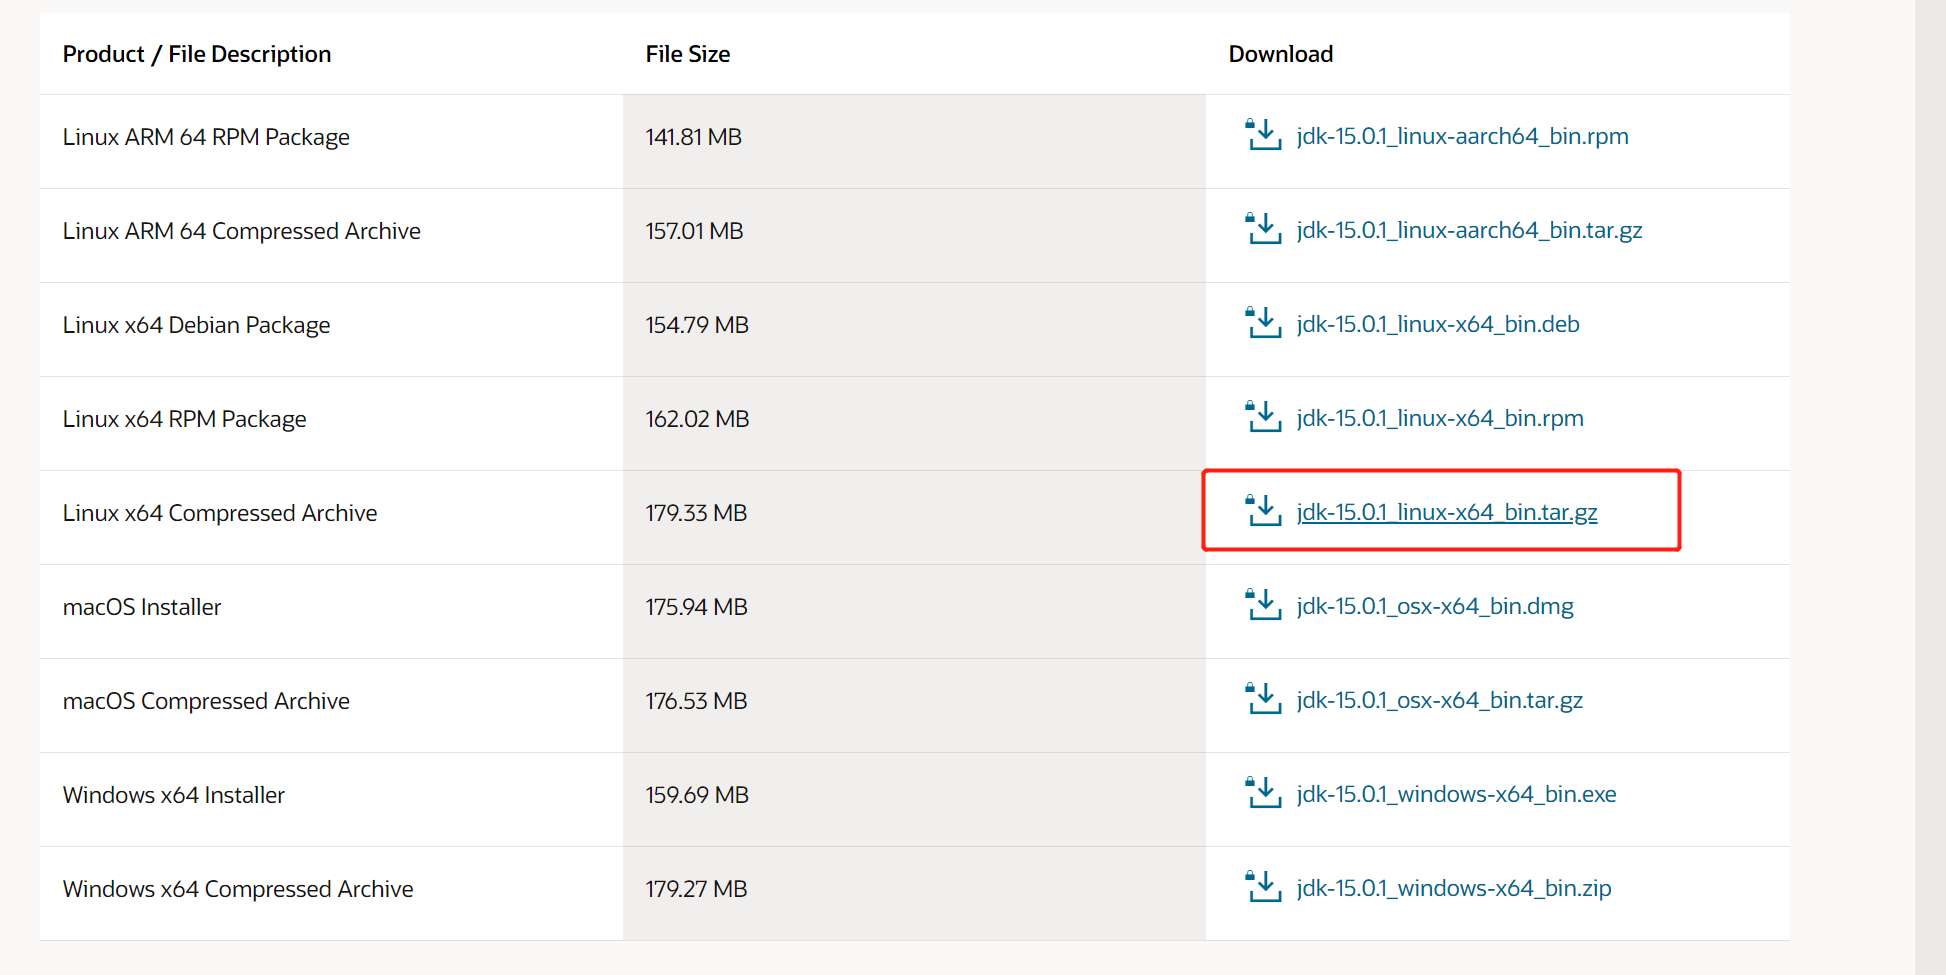 Product / File Description File Size Download
Linux ARM 64 RPM Package 141.81 MB jdk-15.0.1_linux-aarch64_bin.rpm
Linux ARM 64 Compressed Archive 157.01 MB jdk-15.0.1_linux-aarch64_bin.tar.gz
Linux x64 Debian Package 154.79 MB jdk-15.0.1_linux-x64_bin.deb
Linux x64 RPM Package 162.02 MB jdk-15.0.1_linux-x64_bin.rpm
Linux x64 Compressed Archive 179.33 MB jdk-15.0.1_linux-x64_bin.tar.gz
macOS Installer 175.94 MB jdk-15.0.1_osx-x64_bin.dmg
macOS Compressed Archive 176.53 MB jdk-15.0.1_osx-x64_bin.tar.gz
Windows x64 Installer 159.69 MB jdk-15.0.1_windows-x64_bin.exe
Windows x64 Compressed Archive 179.27 MB jdk-15.0.1_windows-x64_bin.zip